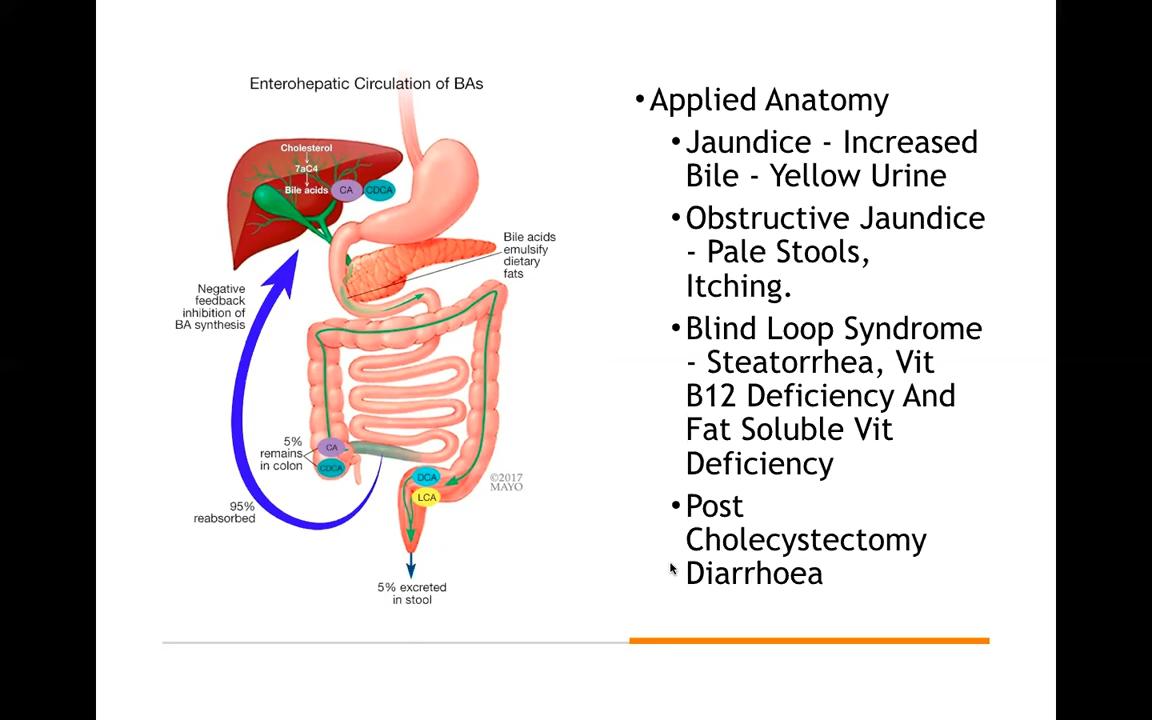 Enterohepatic Circulation of BAs
Cholesterol
7aC4
Bile acids
CA
CDCA
Bile acids
emulsify
dietary
fats
Negative
feedback
inhibition of
BA synthesis
5%
remains
in colon
CA
CDCA
DCA
LCA
©2017
MAYO
95%
reabsorbed
5% excreted
in stool
•Applied Anatomy
•Jaundice - Increased
Bile - Yellow Urine
•Obstructive Jaundice
- Pale Stools,
Itching.
•Blind Loop Syndrome
- Steatorrhea, Vit
B12 Deficiency And
Fat Soluble Vit
Deficiency
•Post
Cholecystectomy
Diarrhoea